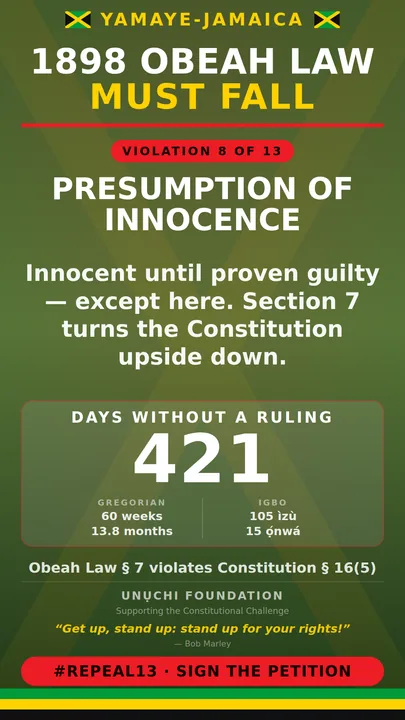 YAMAYE-JAMAICA
1898 OBEAH LAW
MUST FALL
VIOLATION 8 OF 13
PRESUMPTION OF
INNOCENCE
Innocent until proven guilty
— except here. Section 7
turns the Constitution
upside down.
DAYS WITHOUT A RULING
421
GREGORIAN
60 weeks
13.8 months
IGBO
105 ìzù
15 ọ́nwá
Obeah Law § 7 violates Constitution § 16(5)
UNỤCHI FOUNDATION
Supporting the Constitutional Challenge
“Get up, stand up: stand up for your rights!”
— Bob Marley
#REPEAL13 · SIGN THE PETITION